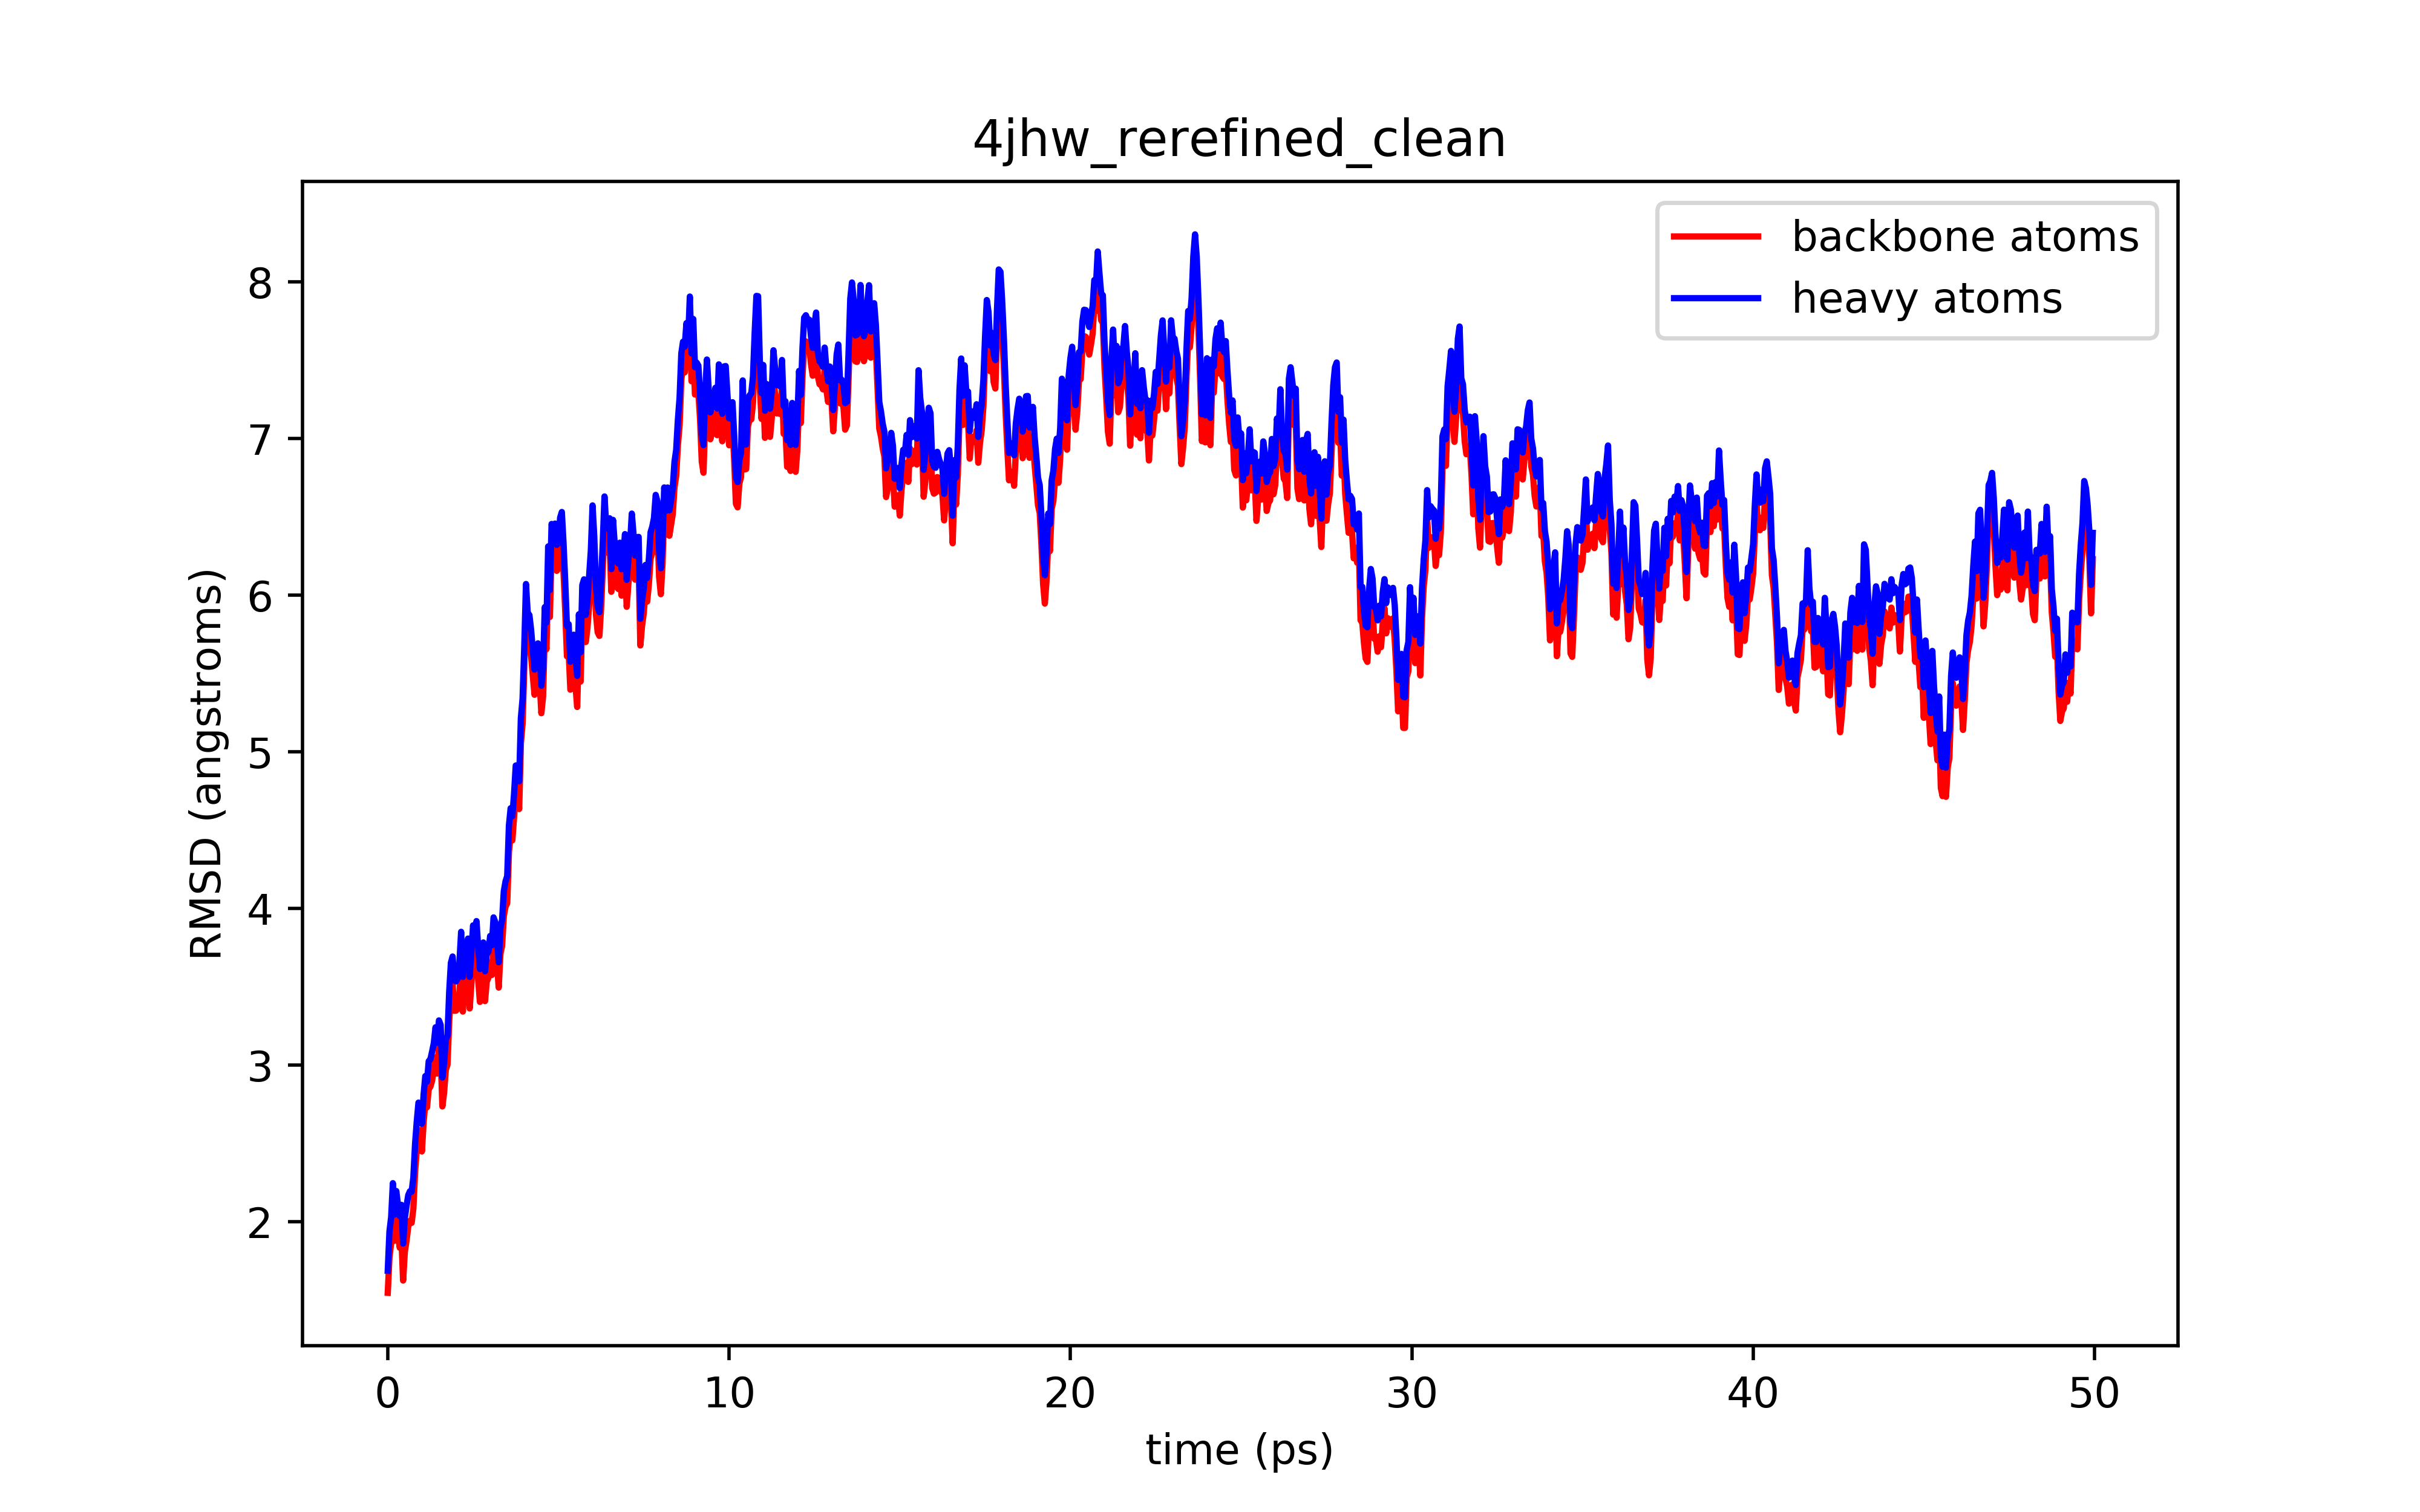 4jhw_rerefined_clean
backbone atoms
heavy atoms
RMSD (angstroms)
8
7
6
5
4
3
2
0 10 20 30 40 50
time (ps)